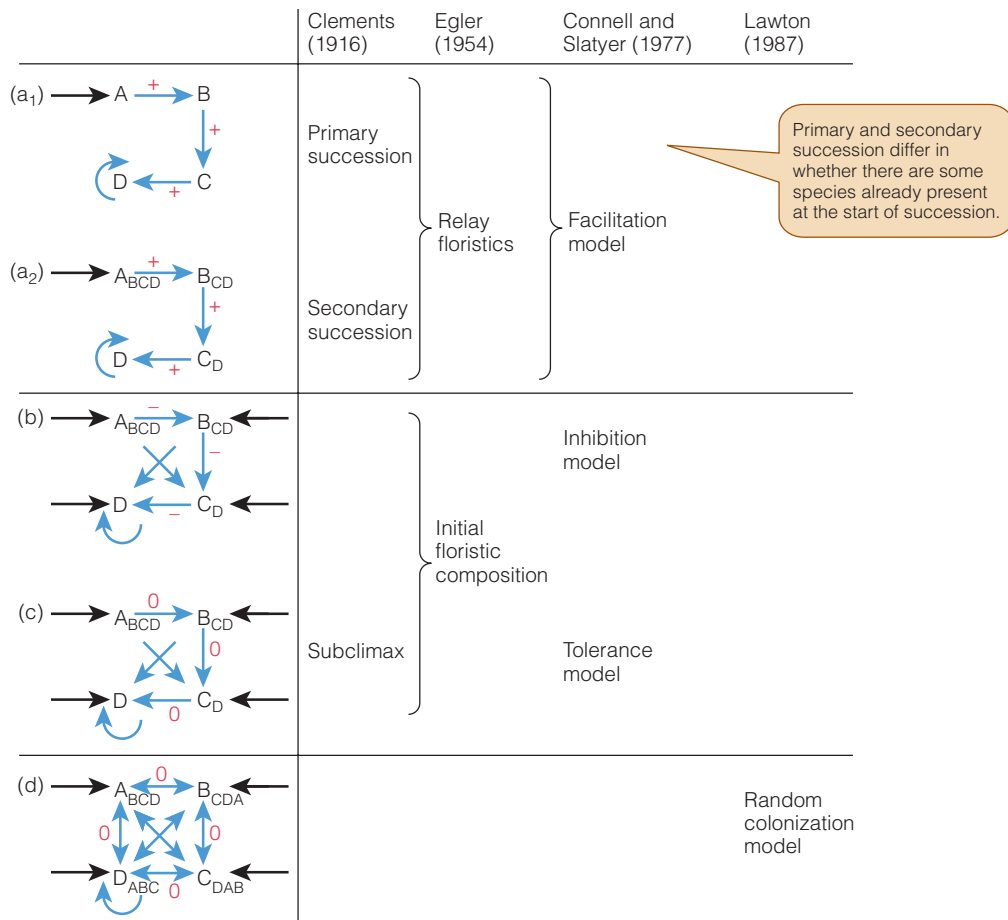 Clements (1916)
Egler (1954)
Connell and Slatyer (1977)
Lawton (1987)
(a1)
A + B
+
D + C
Primary succession
Primary and secondary
succession differ in
whether there are some
species already present
at the start of succession.
Relay floristics
Facilitation model
(a2)
ABCD + BCD
+
D + CD
Secondary succession
(b)
ABCD – BCD
–
D – CD
Inhibition model
Initial floristic composition
(c)
ABCD 0 BCD
0
D 0 CD
Subclimax
Tolerance model
(d)
ABCD 0 BCDA
0 0
DABC 0 CDAB
Random colonization model